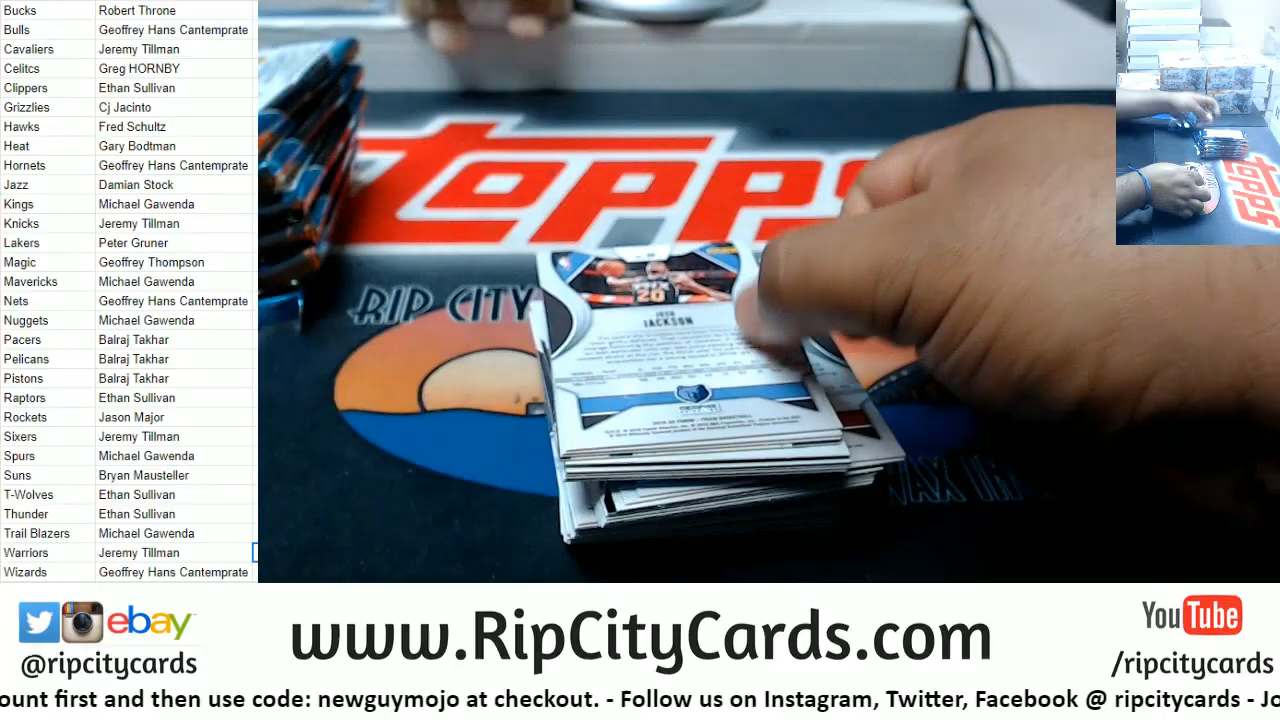 Bucks Robert Throne
Bulls Geoffrey Hans Cantemprate
Cavaliers Jeremy Tillman
Celitcs Greg HORNBY
Clippers Ethan Sullivan
Grizzlies Cj Jacinto
Hawks Fred Schultz
Heat Gary Bodtman
Hornets Geoffrey Hans Cantemprate
Jazz Damian Stock
Kings Michael Gawenda
Knicks Jeremy Tillman
Lakers Peter Gruner
Magic Geoffrey Thompson
Mavericks Michael Gawenda
Nets Geoffrey Hans Cantemprate
Nuggets Michael Gawenda
Pacers Balraj Takhar
Pelicans Balraj Takhar
Pistons Balraj Takhar
Raptors Ethan Sullivan
Rockets Jason Major
Sixers Jeremy Tillman
Spurs Michael Gawenda
Suns Bryan Mausteller
T-Wolves Ethan Sullivan
Thunder Ethan Sullivan
Trail Blazers Michael Gawenda
Warriors Jeremy Tillman
Wizards Geoffrey Hans Cantemprate
Topps
RIP CITY
20
JOSH
JACKSON
WAX
Topps
ebay
@ripcitycards
www.RipCityCards.com
YouTube
/ripcitycards
ount first and then use code: newguymojo at checkout. - Follow us on Instagram, Twitter, Facebook @ ripcitycards - Jo